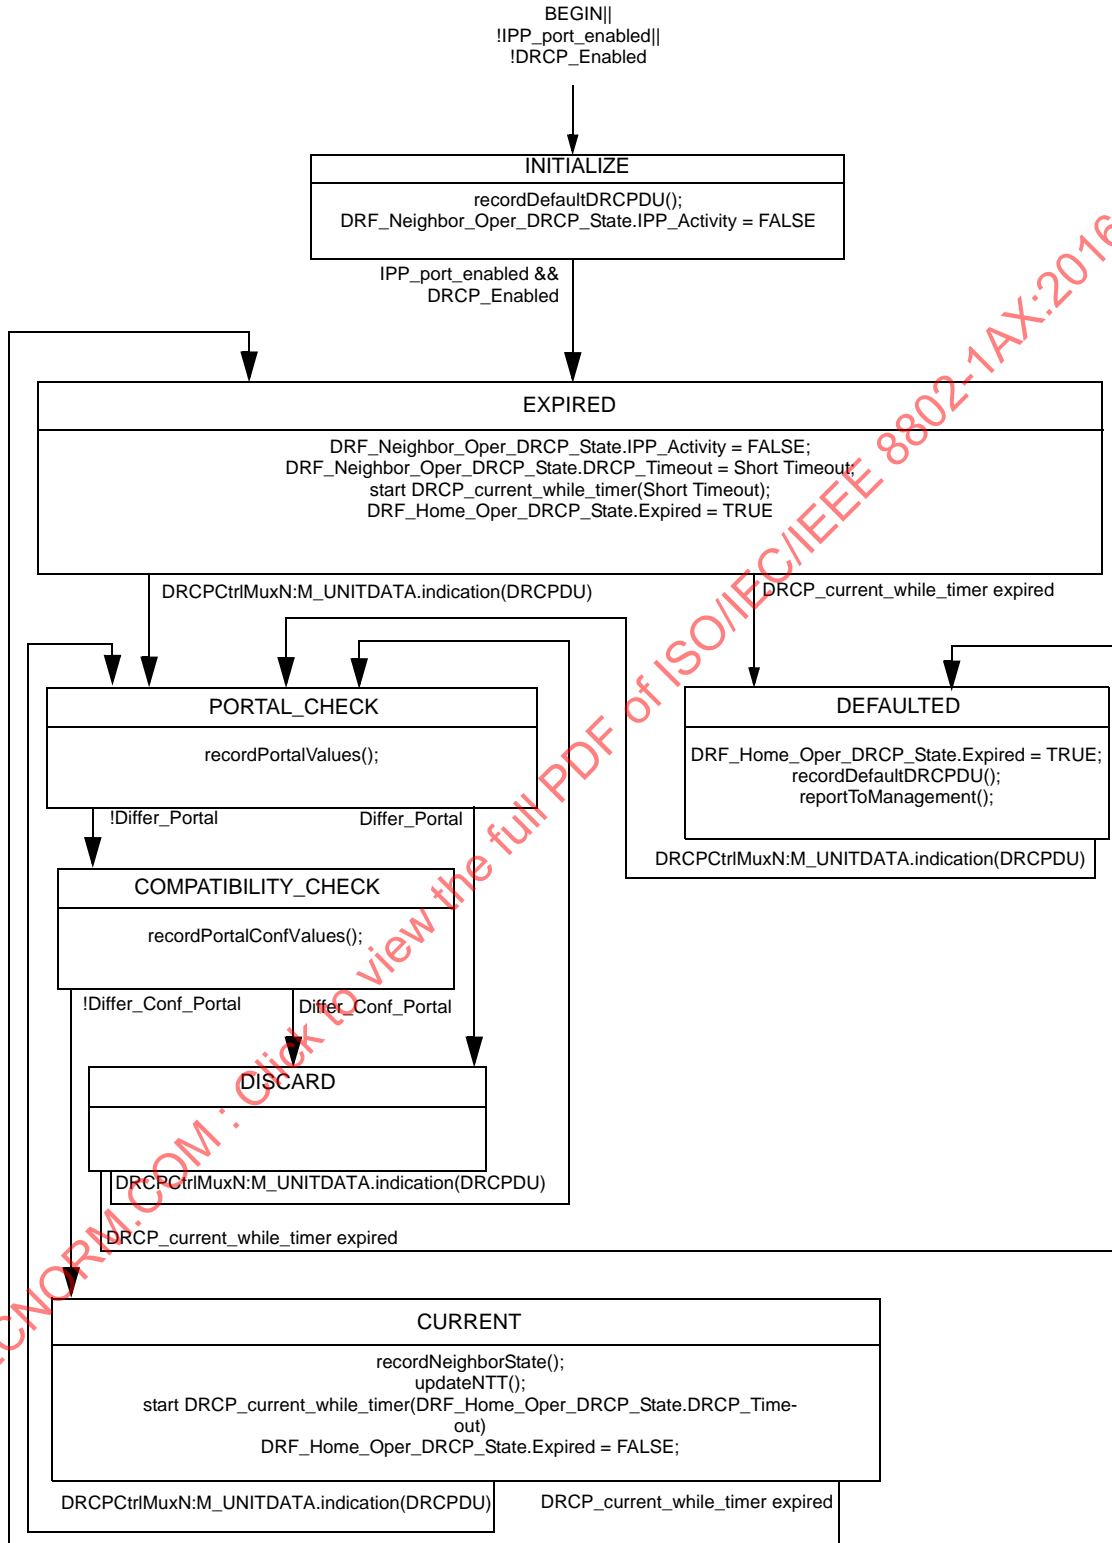 BEGIN||
!IPP_port_enabled||
!DRCP_Enabled
INITIALIZE
recordDefaultDRCPDU();
DRF_Neighbor_Oper_DRCP_State.IPP_Activity = FALSE
IPP_port_enabled &&
DRCP_Enabled
EXPIRED
DRF_Neighbor_Oper_DRCP_State.IPP_Activity = FALSE;
DRF_Neighbor_Oper_DRCP_State.DRCP_Timeout = Short Timeout;
start DRCP_current_while_timer(Short Timeout);
DRF_Home_Oper_DRCP_State.Expired = TRUE
DRCPCtrlMuxN:M_UNITDATA.indication(DRCPDU)
DRCP_current_while_timer expired
PORTAL_CHECK
recordPortalValues();
DEFAULTED
DRF_Home_Oper_DRCP_State.Expired = TRUE;
recordDefaultDRCPDU();
reportToManagement();
!Differ_Portal
Differ_Portal
DRCPCtrlMuxN:M_UNITDATA.indication(DRCPDU)
COMPATIBILITY_CHECK
recordPortalConfValues();
!Differ_Conf_Portal
Differ_Conf_Portal
DISCARD
DRCPCtrlMuxN:M_UNITDATA.indication(DRCPDU)
DRCP_current_while_timer expired
CURRENT
recordNeighborState();
updateNTT();
start DRCP_current_while_timer(DRF_Home_Oper_DRCP_State.DRCP_Time-
out)
DRF_Home_Oper_DRCP_State.Expired = FALSE;
DRCPCtrlMuxN:M_UNITDATA.indication(DRCPDU)
DRCP_current_while_timer expired
ECNORM.COM : Click to view the full PDF of ISO/IEC/IEEE 8802-1AX:2016